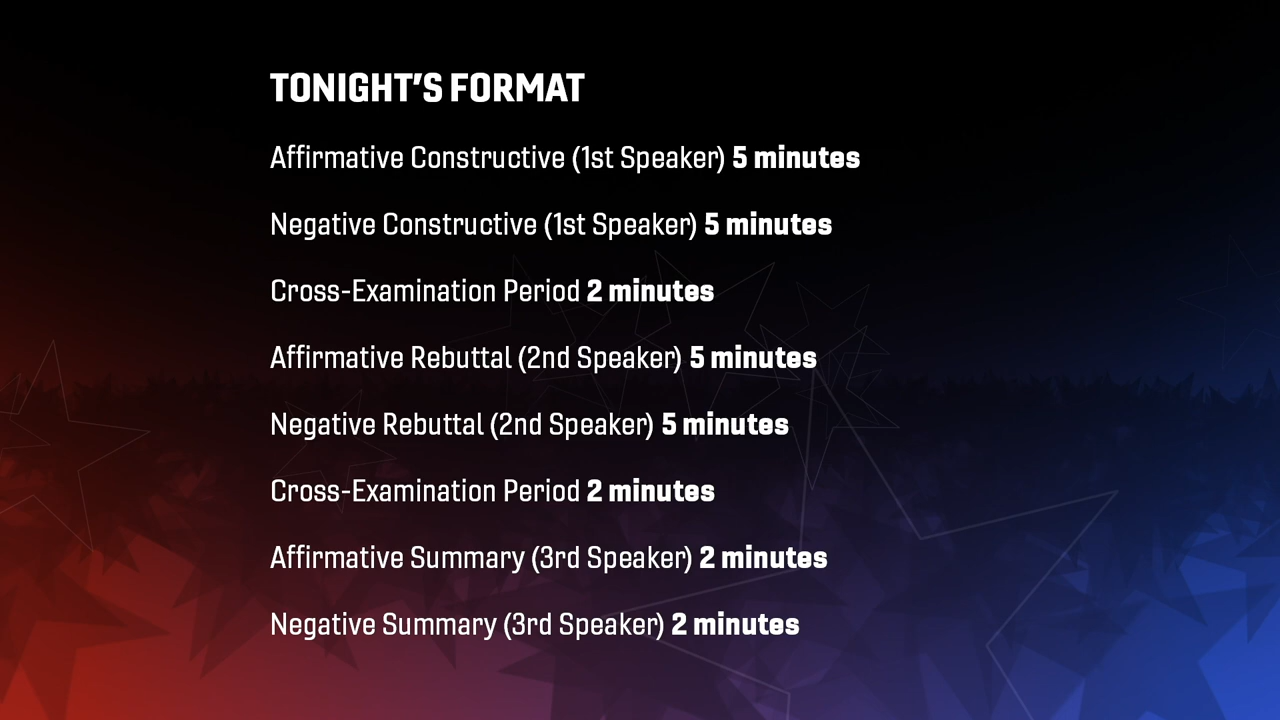 TONIGHT'S FORMAT
Affirmative Constructive (1st Speaker) 5 minutes
Negative Constructive (1st Speaker) 5 minutes
Cross-Examination Period 2 minutes
Affirmative Rebuttal (2nd Speaker) 5 minutes
Negative Rebuttal (2nd Speaker) 5 minutes
Cross-Examination Period 2 minutes
Affirmative Summary (3rd Speaker) 2 minutes
Negative Summary (3rd Speaker) 2 minutes